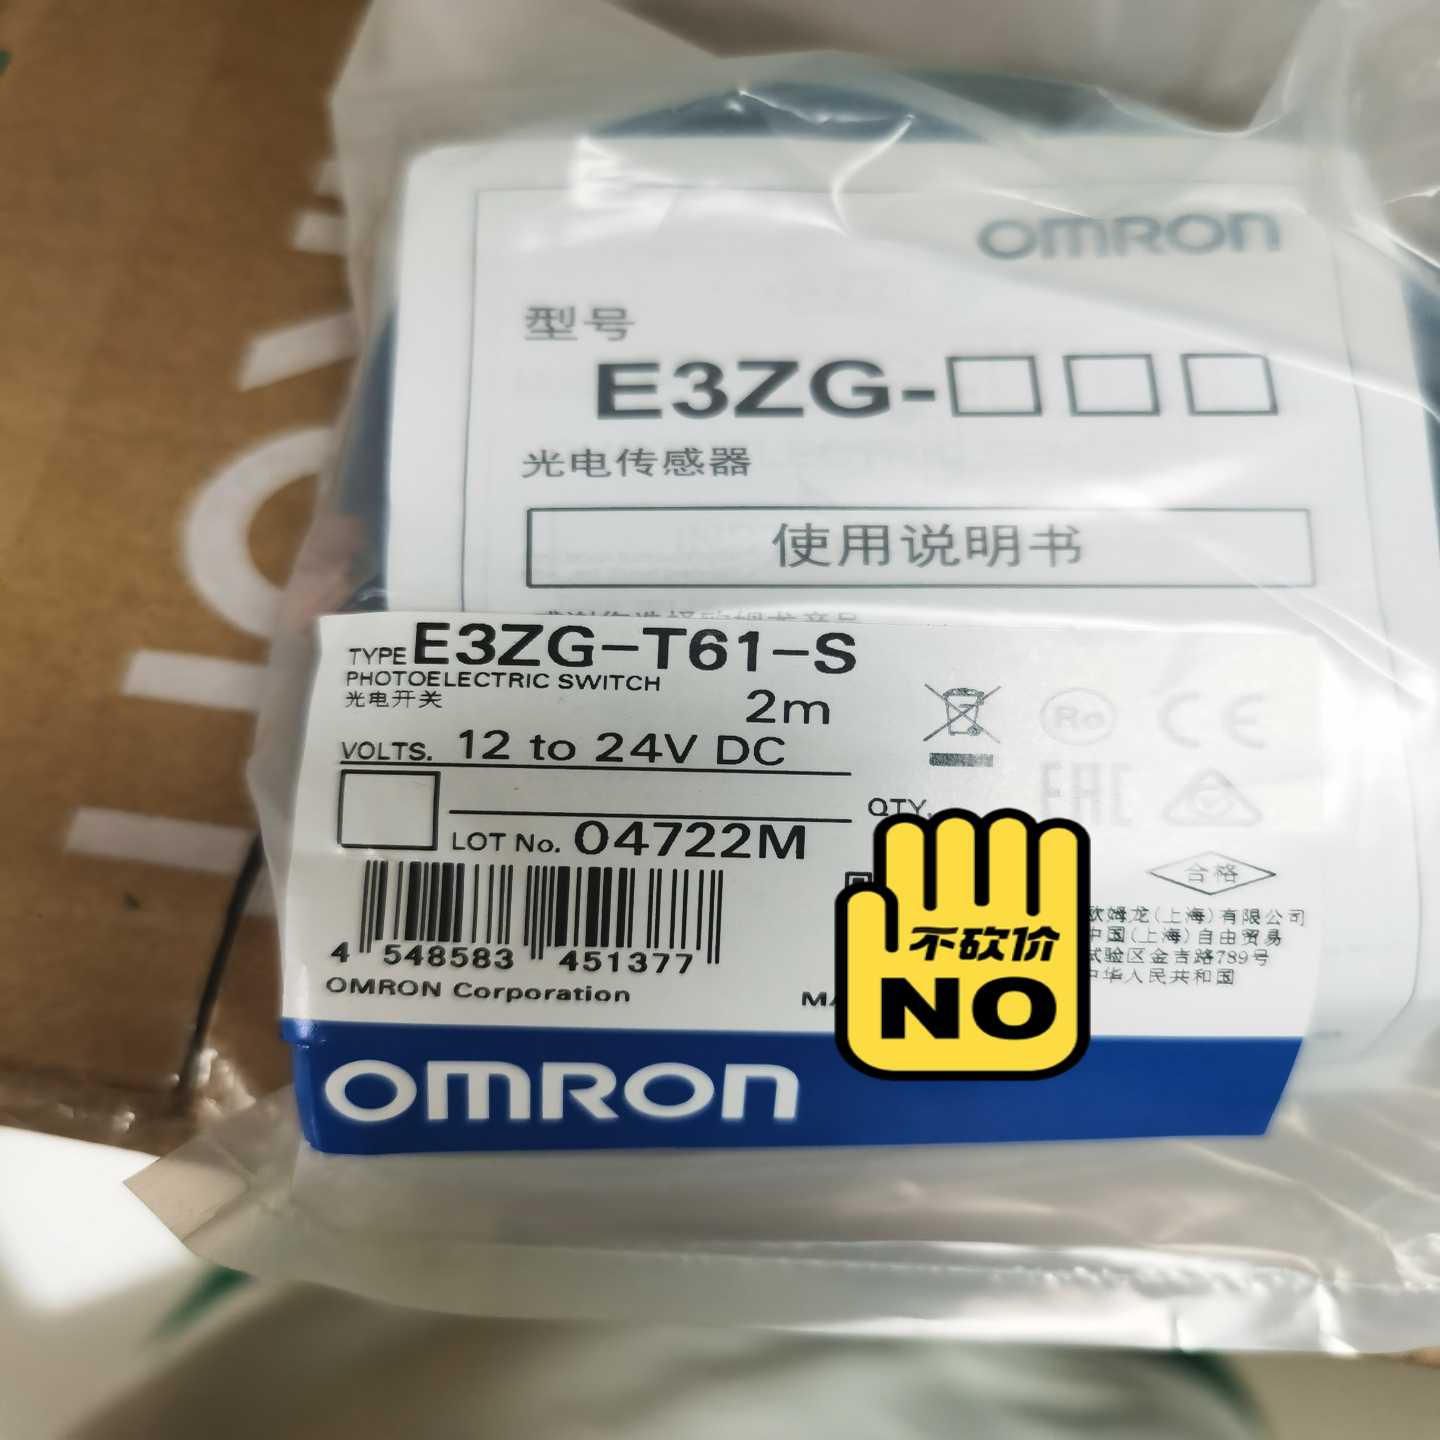 OMRON
型号
E3ZG-□□□
光电传感器
使用说明书
TYPE E3ZG-T61-S
PHOTOELECTRIC SWITCH
光电开关
2m
VOLTS. 12 to 24V DC
QTY.
LOT No. 04722M
4 548583 451377
OMRON Corporation
Ro
CE
EAC
合格
欧姆龙(上海)有限公司
中国(上海)自由贸易
试验区金吉路789号
中华人民共和国
不砍价
NO
OMRON